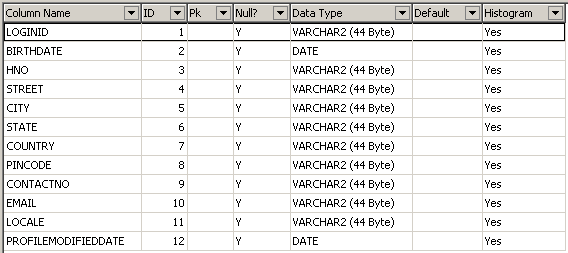 Column Name ID Pk Null? Data Type Default Histogram
LOGINID 1 Y VARCHAR2 (44 Byte) Yes
BIRTHDATE 2 Y DATE Yes
HNO 3 Y VARCHAR2 (44 Byte) Yes
STREET 4 Y VARCHAR2 (44 Byte) Yes
CITY 5 Y VARCHAR2 (44 Byte) Yes
STATE 6 Y VARCHAR2 (44 Byte) Yes
COUNTRY 7 Y VARCHAR2 (44 Byte) Yes
PINCODE 8 Y VARCHAR2 (44 Byte) Yes
CONTACTNO 9 Y VARCHAR2 (44 Byte) Yes
EMAIL 10 Y VARCHAR2 (44 Byte) Yes
LOCALE 11 Y VARCHAR2 (44 Byte) Yes
PROFILEMODIFIEDDATE 12 Y DATE Yes